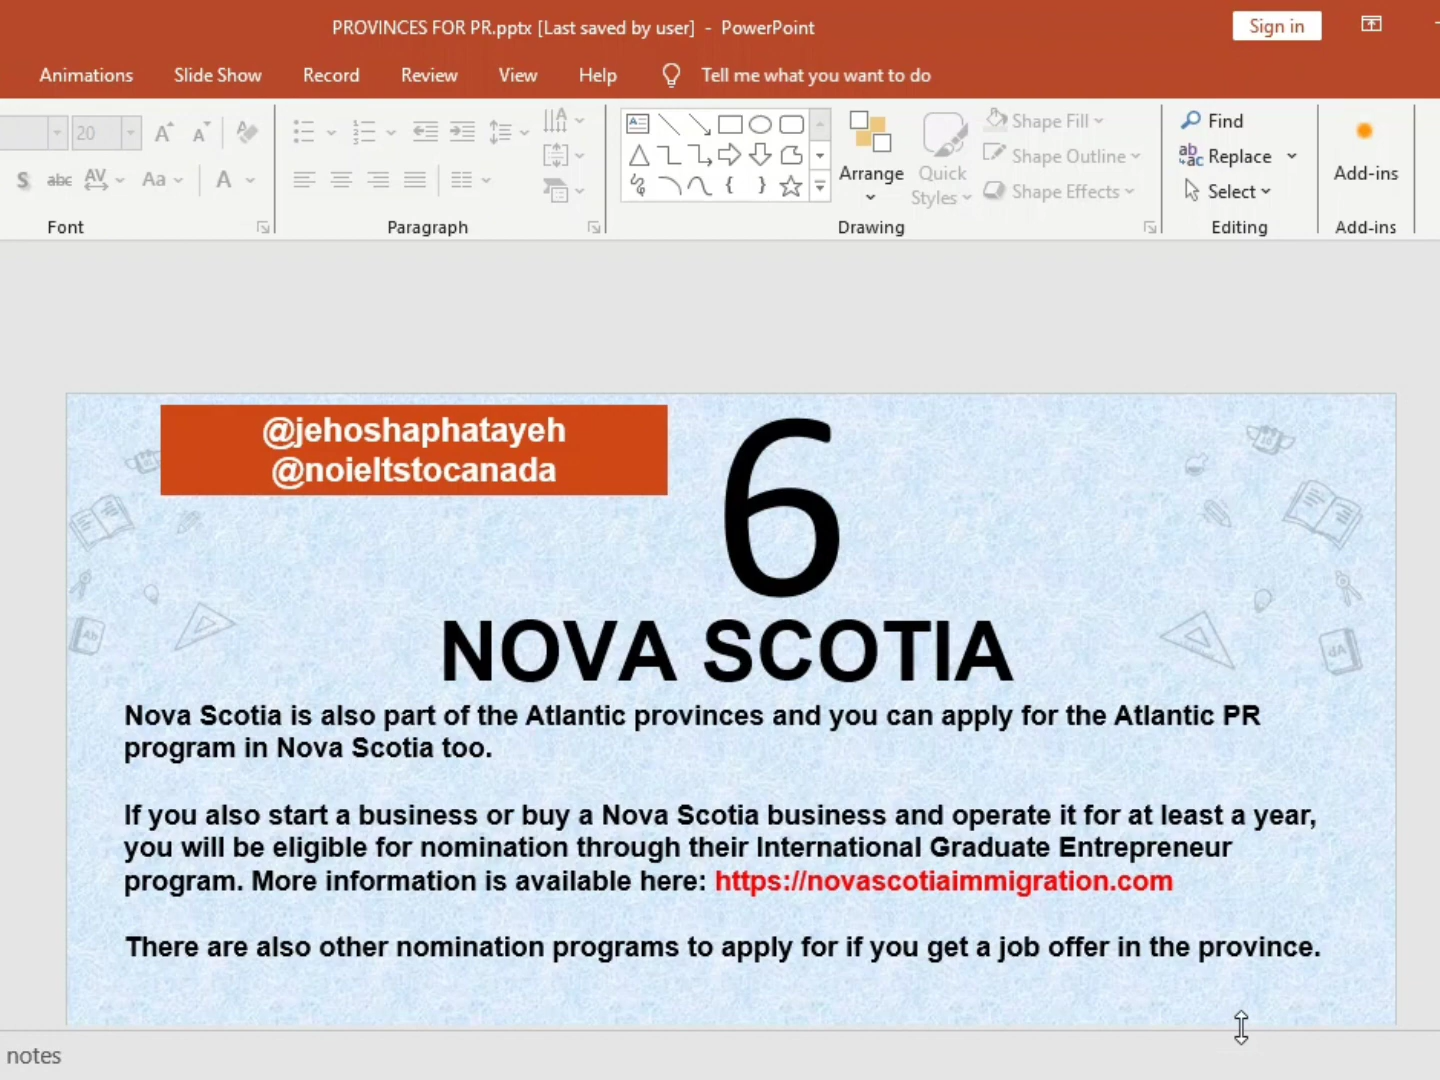 PROVINCES FOR PR.pptx [Last saved by user] - PowerPoint
Sign in
Animations Slide Show Record Review View Help Tell me what you want to do
20
Aa
Font
Paragraph
Arrange
Quick Styles
Shape Fill
Shape Outline
Shape Effects
Drawing
Find
Replace
Select
Editing
Add-ins
Add-ins
@jehoshaphatayeh
@noieltstocanada
6
NOVA SCOTIA
Nova Scotia is also part of the Atlantic provinces and you can apply for the Atlantic PR
program in Nova Scotia too.
If you also start a business or buy a Nova Scotia business and operate it for at least a year,
you will be eligible for nomination through their International Graduate Entrepreneur
program. More information is available here: https://novascotiaimmigration.com
There are also other nomination programs to apply for if you get a job offer in the province.
notes